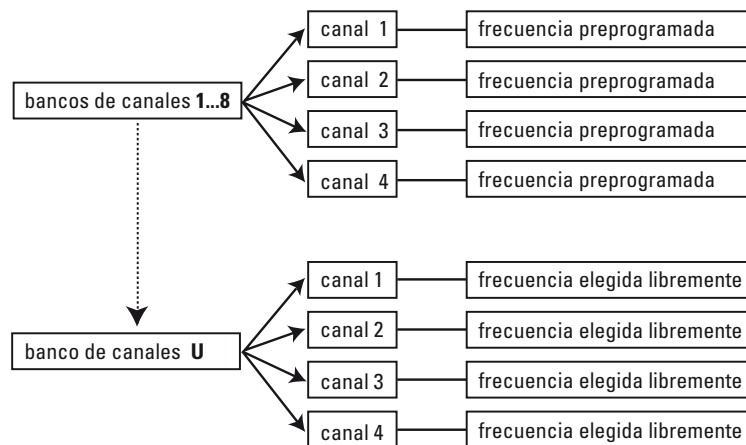 canal 1 frecuencia preprogramada
canal 2 frecuencia preprogramada
bancos de canales 1...8
canal 3 frecuencia preprogramada
canal 4 frecuencia preprogramada
canal 1 frecuencia elegida libremente
canal 2 frecuencia elegida libremente
banco de canales U
canal 3 frecuencia elegida libremente
canal 4 frecuencia elegida libremente